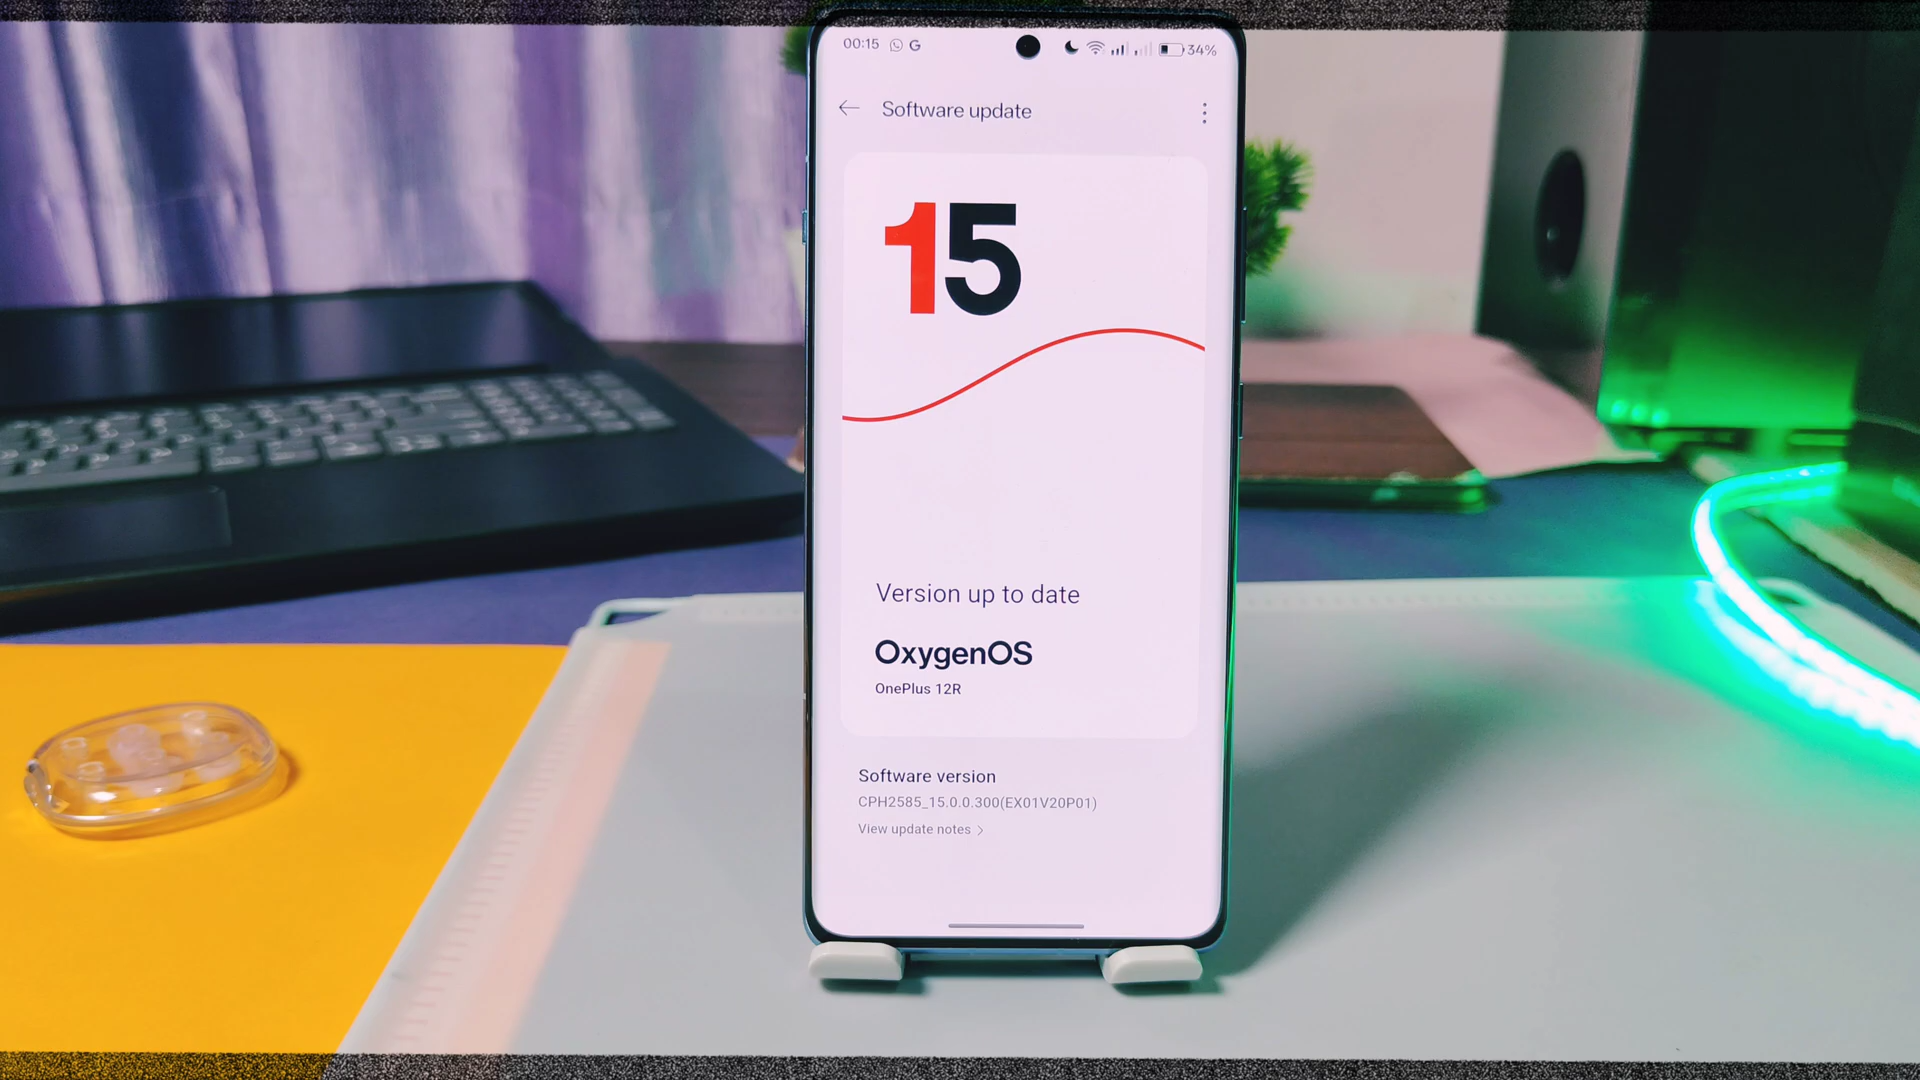 00:15 G 34%
Software update
15
Version up to date
OxygenOS
OnePlus 12R
Software version
CPH2585_15.0.0.300(EX01V20P01)
View update notes >